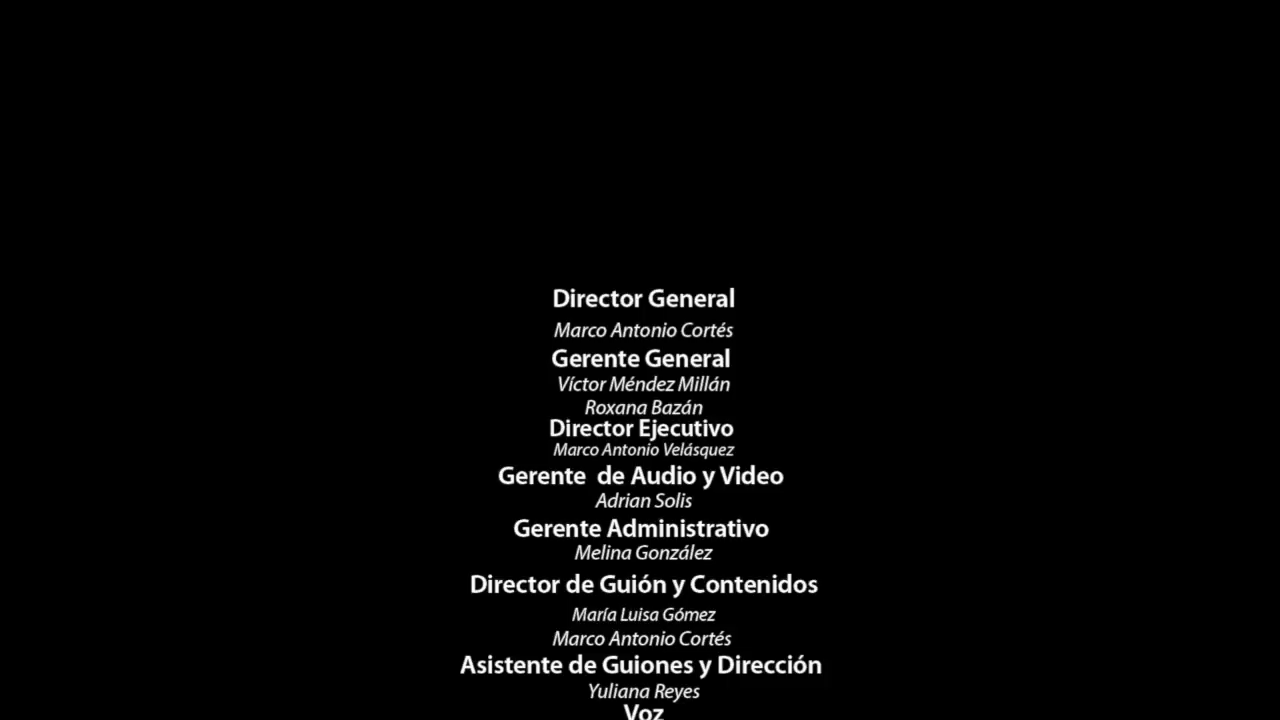 Director General
Marco Antonio Cortés
Gerente General
Víctor Méndez Millán
Roxana Bazán
Director Ejecutivo
Marco Antonio Velásquez
Gerente  de Audio y Video
Adrian Solis
Gerente Administrativo
Melina González
Director de Guión y Contenidos
María Luisa Gómez
Marco Antonio Cortés
Asistente de Guiones y Dirección
Yuliana Reyes
Voz